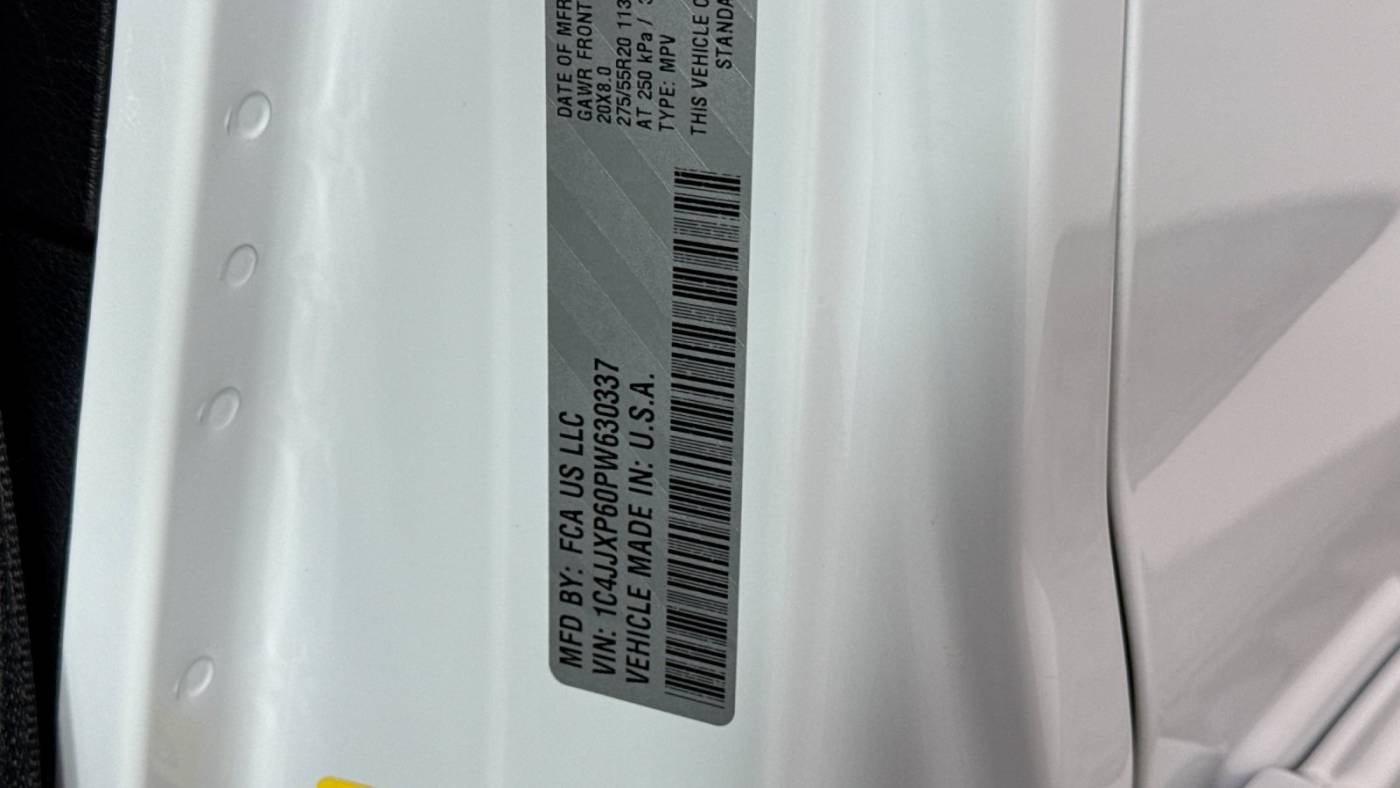 MFD BY: FCA US LLC
VIN: 1C4JJXP60PW630337
VEHICLE MADE IN: U.S.A.
DATE OF MFR
GAWR FRONT
20X8.0
275/55R20 113
AT 250 kPa /
TYPE: MPV
THIS VEHICLE
STANDA